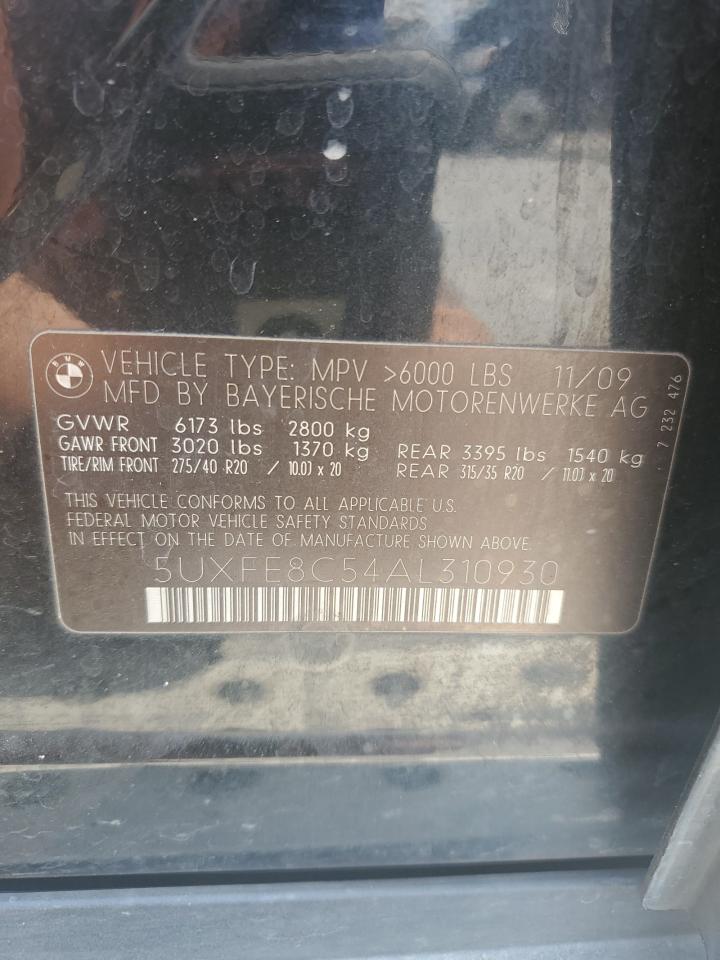 BMW
VEHICLE TYPE: MPV >6000 LBS 11/09
MFD BY BAYERISCHE MOTORENWERKE AG
GVWR 6173 lbs 2800 kg
GAWR FRONT 3020 lbs 1370 kg REAR 3395 lbs 1540 kg
TIRE/RIM FRONT 275/40 R20 / 10.0J x 20 REAR 315/35 R20 / 11.0J x 20
THIS VEHICLE CONFORMS TO ALL APPLICABLE U.S.
FEDERAL MOTOR VEHICLE SAFETY STANDARDS
IN EFFECT ON THE DATE OF MANUFACTURE SHOWN ABOVE.
5UXFE8C54AL310930
7 232 476